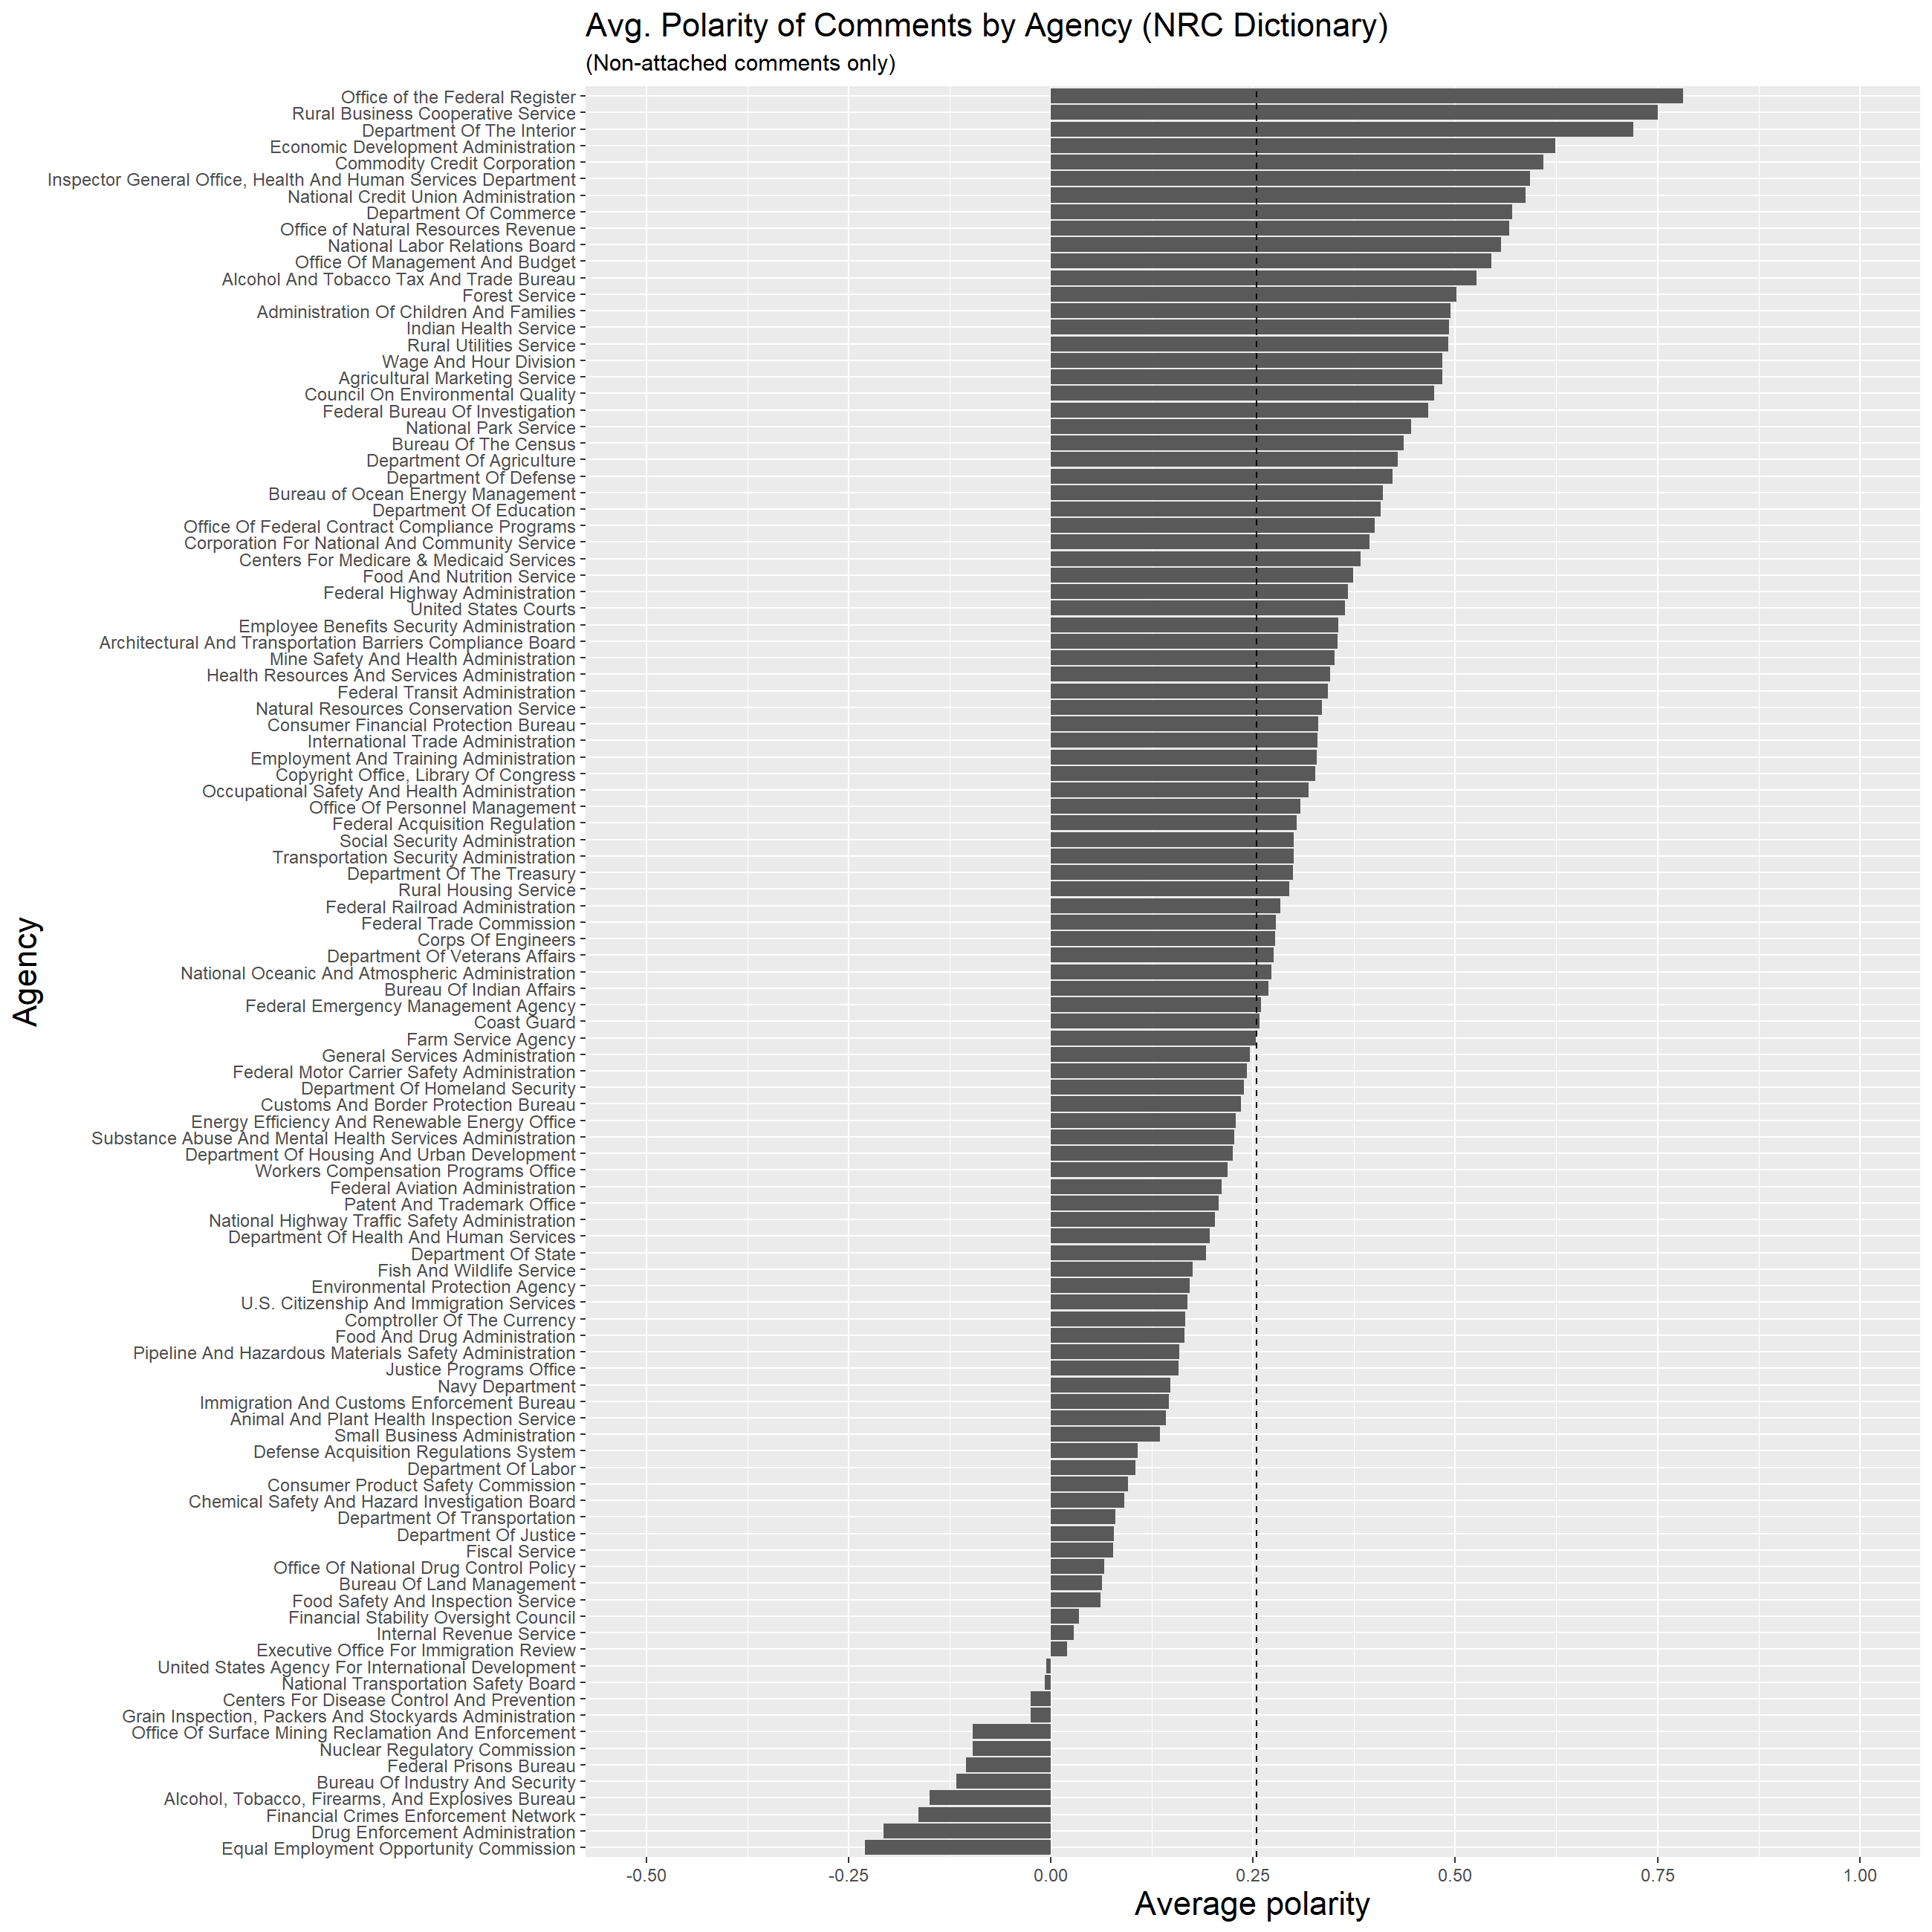 Avg. Polarity of Comments by Agency (NRC Dictionary)
(Non-attached comments only)
Agency
Office of the Federal Register
Rural Business Cooperative Service
Department Of The Interior
Economic Development Administration
Commodity Credit Corporation
Inspector General Office, Health And Human Services Department
National Credit Union Administration
Department Of Commerce
Office of Natural Resources Revenue
National Labor Relations Board
Office Of Management And Budget
Alcohol And Tobacco Tax And Trade Bureau
Forest Service
Administration Of Children And Families
Indian Health Service
Rural Utilities Service
Wage And Hour Division
Agricultural Marketing Service
Council On Environmental Quality
Federal Bureau Of Investigation
National Park Service
Bureau Of The Census
Department Of Agriculture
Department Of Defense
Bureau of Ocean Energy Management
Department Of Education
Office Of Federal Contract Compliance Programs
Corporation For National And Community Service
Centers For Medicare & Medicaid Services
Food And Nutrition Service
Federal Highway Administration
United States Courts
Employee Benefits Security Administration
Architectural And Transportation Barriers Compliance Board
Mine Safety And Health Administration
Health Resources And Services Administration
Federal Transit Administration
Natural Resources Conservation Service
Consumer Financial Protection Bureau
International Trade Administration
Employment And Training Administration
Copyright Office, Library Of Congress
Occupational Safety And Health Administration
Office Of Personnel Management
Federal Acquisition Regulation
Social Security Administration
Transportation Security Administration
Department Of The Treasury
Rural Housing Service
Federal Railroad Administration
Federal Trade Commission
Corps Of Engineers
Department Of Veterans Affairs
National Oceanic And Atmospheric Administration
Bureau Of Indian Affairs
Federal Emergency Management Agency
Coast Guard
Farm Service Agency
General Services Administration
Federal Motor Carrier Safety Administration
Department Of Homeland Security
Customs And Border Protection Bureau
Energy Efficiency And Renewable Energy Office
Substance Abuse And Mental Health Services Administration
Department Of Housing And Urban Development
Workers Compensation Programs Office
Federal Aviation Administration
Patent And Trademark Office
National Highway Traffic Safety Administration
Department Of Health And Human Services
Department Of State
Fish And Wildlife Service
Environmental Protection Agency
U.S. Citizenship And Immigration Services
Comptroller Of The Currency
Food And Drug Administration
Pipeline And Hazardous Materials Safety Administration
Justice Programs Office
Navy Department
Immigration And Customs Enforcement Bureau
Animal And Plant Health Inspection Service
Small Business Administration
Defense Acquisition Regulations System
Department Of Labor
Consumer Product Safety Commission
Chemical Safety And Hazard Investigation Board
Department Of Transportation
Department Of Justice
Fiscal Service
Office Of National Drug Control Policy
Bureau Of Land Management
Food Safety And Inspection Service
Financial Stability Oversight Council
Internal Revenue Service
Executive Office For Immigration Review
United States Agency For International Development
National Transportation Safety Board
Centers For Disease Control And Prevention
Grain Inspection, Packers And Stockyards Administration
Office Of Surface Mining Reclamation And Enforcement
Nuclear Regulatory Commission
Federal Prisons Bureau
Bureau Of Industry And Security
Alcohol, Tobacco, Firearms, And Explosives Bureau
Financial Crimes Enforcement Network
Drug Enforcement Administration
Equal Employment Opportunity Commission
-0.50 -0.25 0.00 0.25 0.50 0.75 1.00
Average polarity